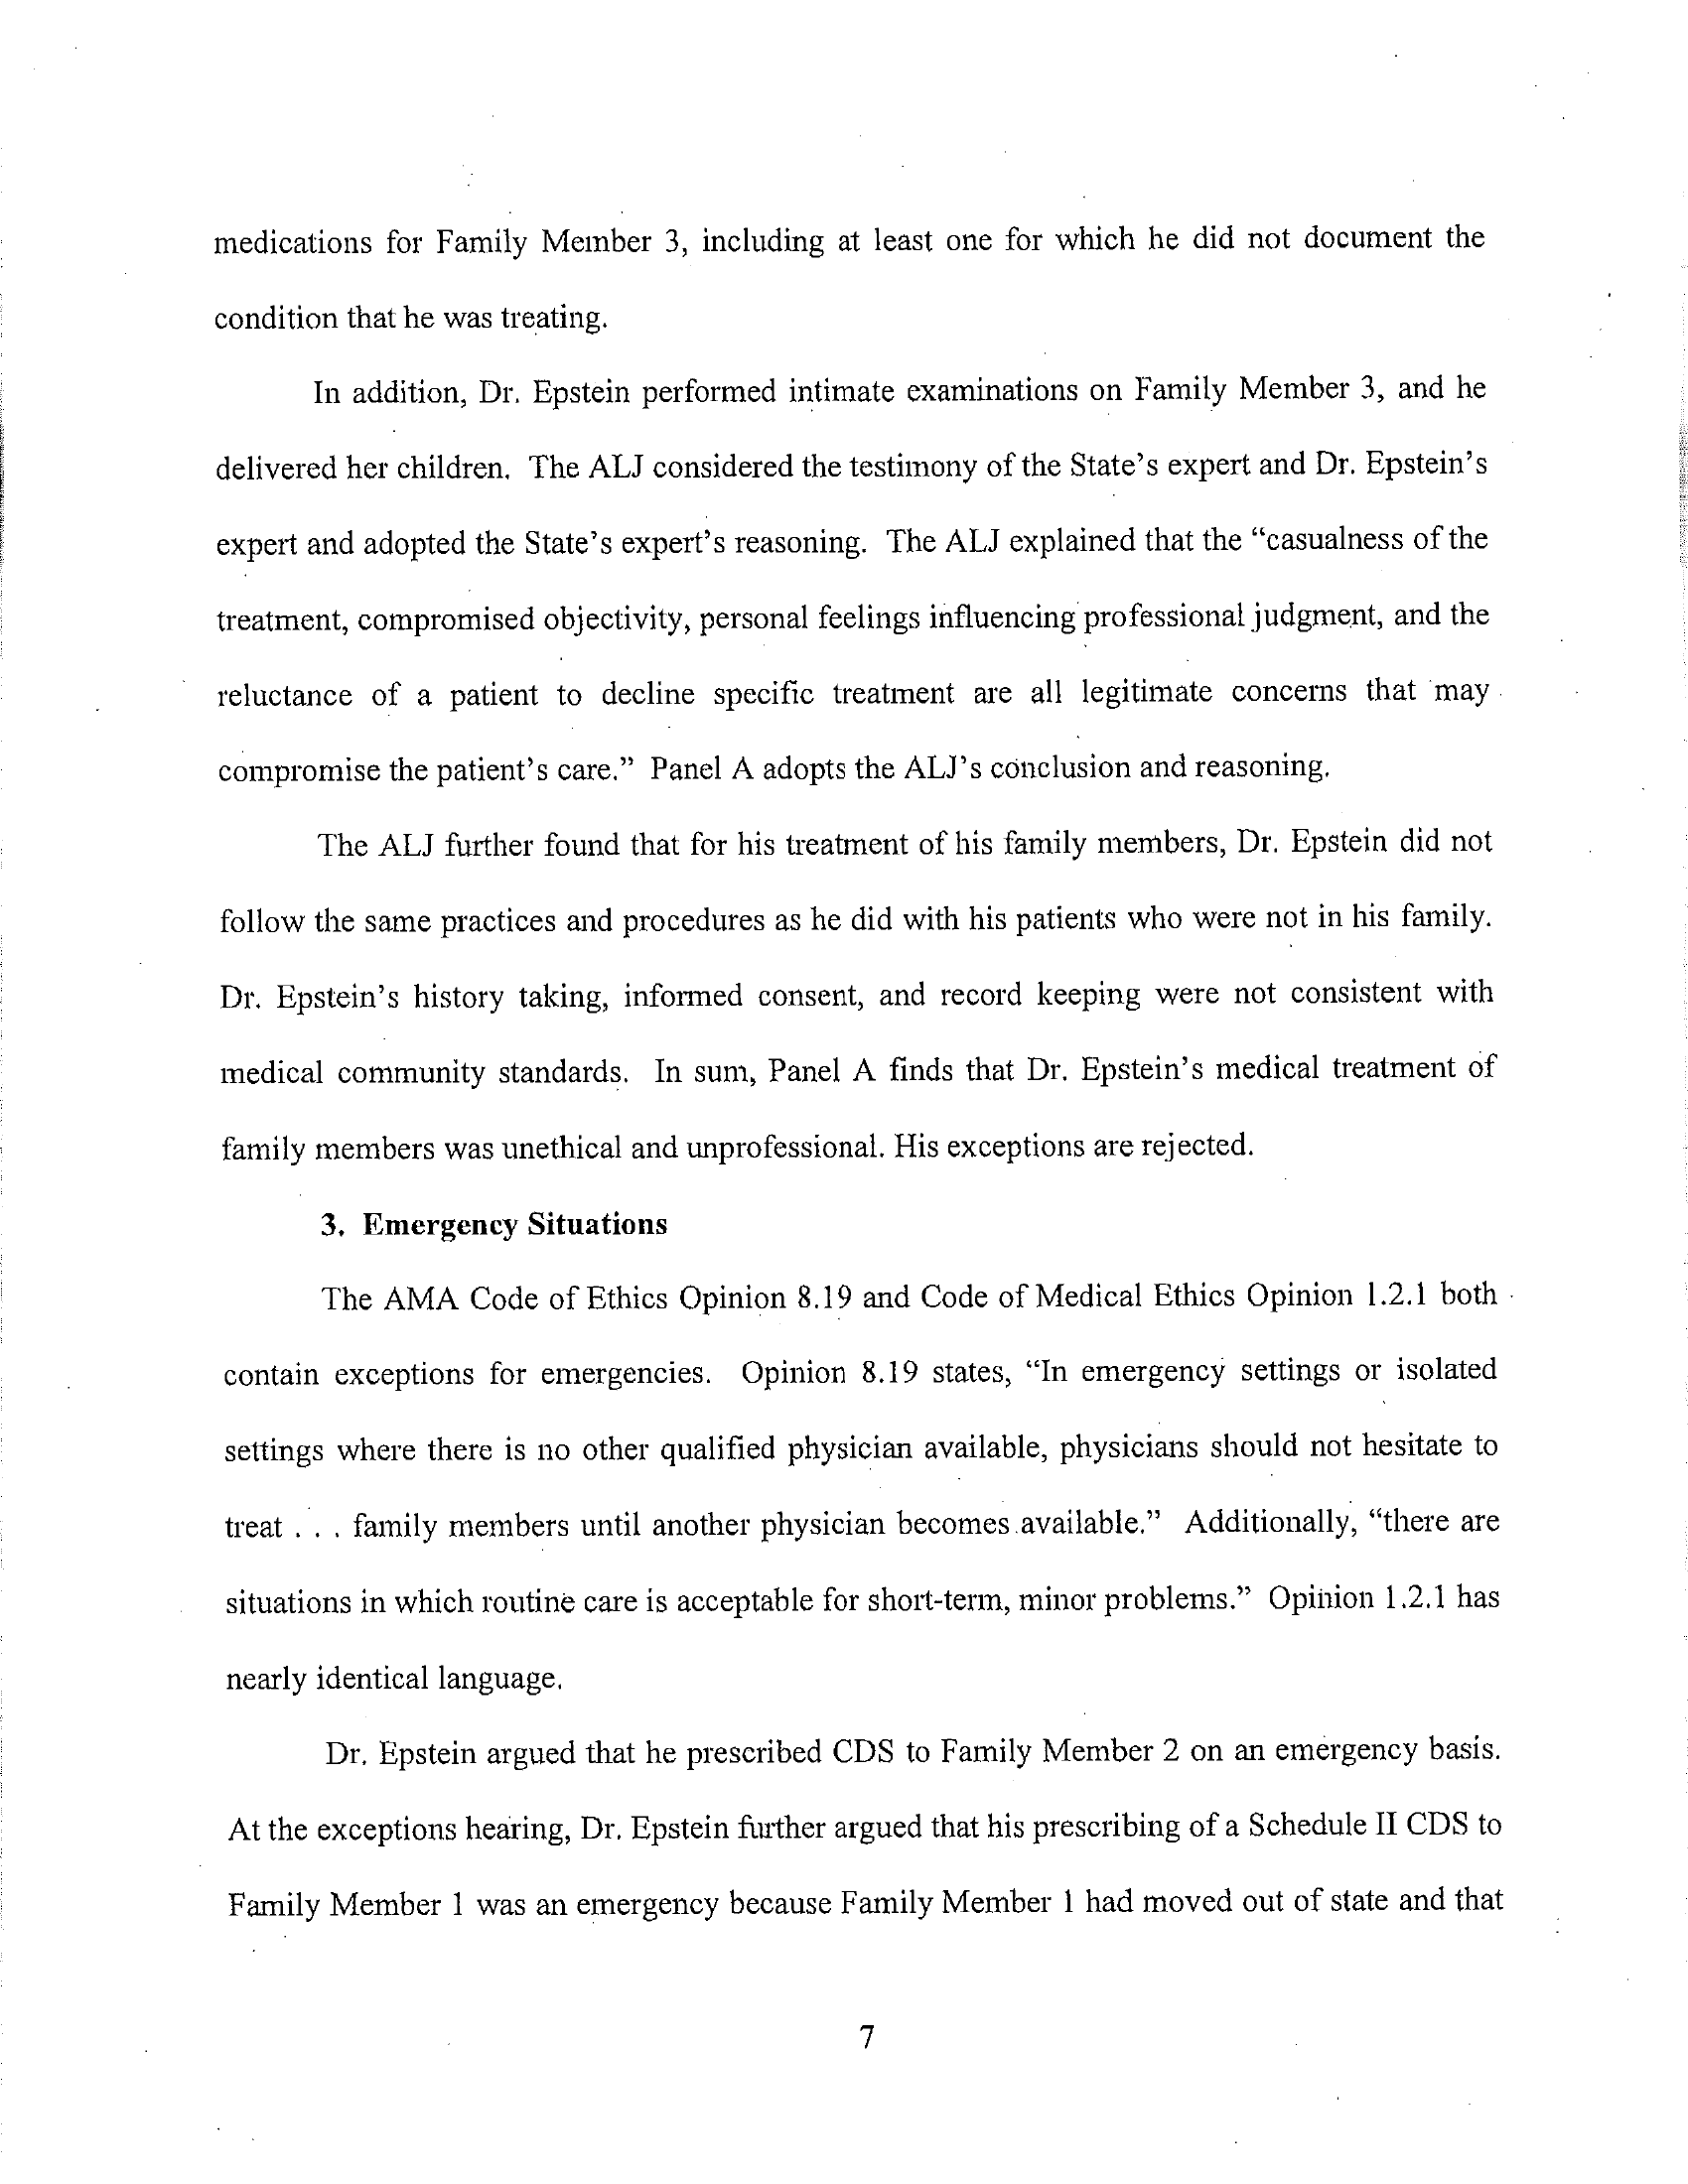 medications for Family Member 3, including at least one for which he did not document the
condition that he was treating.
In addition, Dr. Epstein performed intimate examinations on Family Member 3, and he
delivered her children. The ALJ considered the testimony of the State's expert and Dr. Epstein's
expert and adopted the State's expert's reasoning. The ALJ explained that the “casualness of the
treatment, compromised objectivity, personal feelings influencing professional judgment, and the
reluctance of a patient to decline specific treatment are all legitimate concerns that may
compromise the patient's care.” Panel A adopts the ALJ's conclusion and reasoning.
The ALJ further found that for his treatment of his family members, Dr. Epstein did not
follow the same practices and procedures as he did with his patients who were not in his family.
Dr. Epstein's history taking, informed consent, and record keeping were not consistent with
medical community standards. In sum, Panel A finds that Dr. Epstein's medical treatment of
family members was unethical and unprofessional. His exceptions are rejected.
3. Emergency Situations
The AMA Code of Ethics Opinion 8.19 and Code of Medical Ethics Opinion 1.2.1 both
contain exceptions for emergencies. Opinion 8.19 states, “In emergency settings or isolated
settings where there is no other qualified physician available, physicians should not hesitate to
treat . . . family members until another physician becomes available.” Additionally, “there are
situations in which routine care is acceptable for short-term, minor problems.” Opinion 1.2.1 has
nearly identical language.
Dr. Epstein argued that he prescribed CDS to Family Member 2 on an emergency basis.
At the exceptions hearing, Dr. Epstein further argued that his prescribing of a Schedule II CDS to
Family Member 1 was an emergency because Family Member 1 had moved out of state and that
7